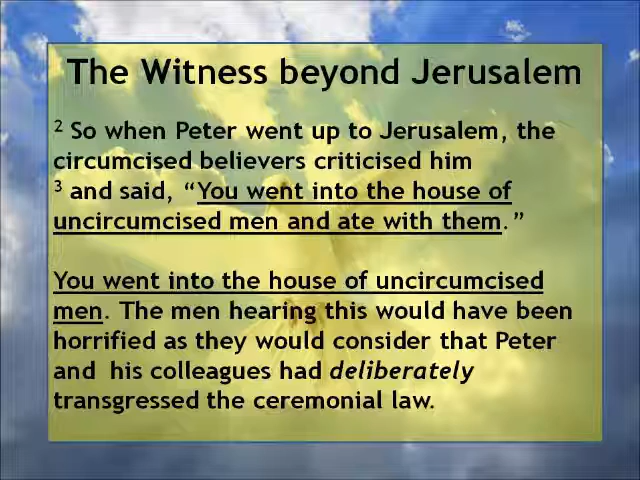 The Witness beyond Jerusalem
2 So when Peter went up to Jerusalem, the
circumcised believers criticised him
3 and said, “You went into the house of
uncircumcised men and ate with them.”
You went into the house of uncircumcised
men. The men hearing this would have been
horrified as they would consider that Peter
and his colleagues had deliberately
transgressed the ceremonial law.